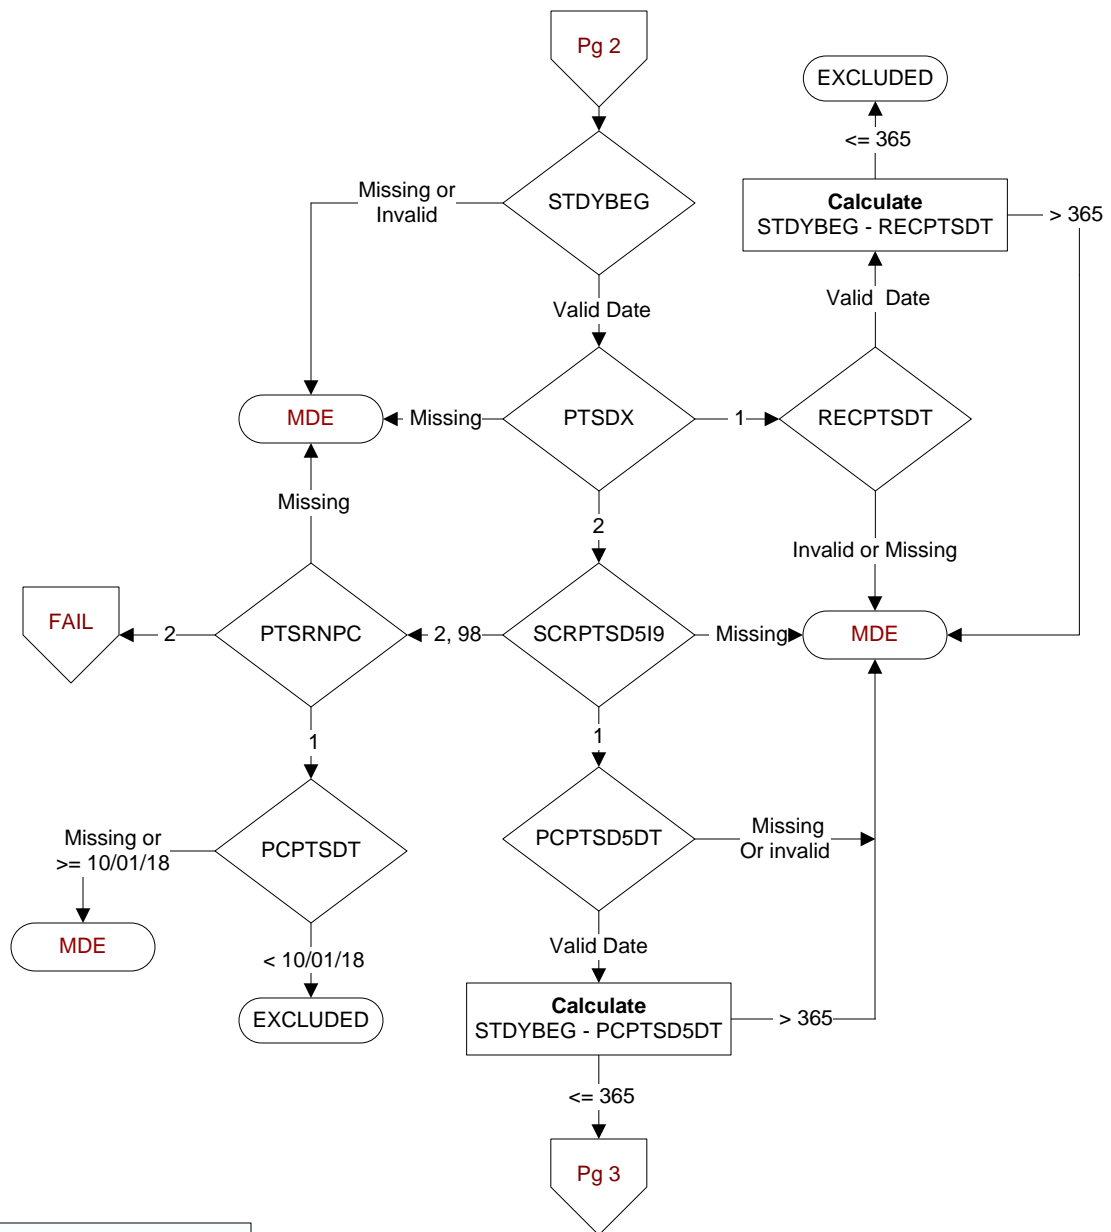 Pg 2
EXCLUDED
<= 365
Missing or
Invalid
STDYBEG
Calculate
STDYBEG - RECPTSDT
> 365
Valid Date
Valid  Date
MDE
Missing
PTSDX
1
RECPTSDT
Missing
2
Invalid or Missing
FAIL
2
PTSRNPC
2, 98
SCRPTSD5I9
Missing
MDE
1
1
Missing or
>= 10/01/18
PCPTSDT
PCPTSD5DT
Missing
Or invalid
MDE
< 10/01/18
Valid Date
EXCLUDED
Calculate
STDYBEG - PCPTSD5DT
> 365
<= 365
Pg 3